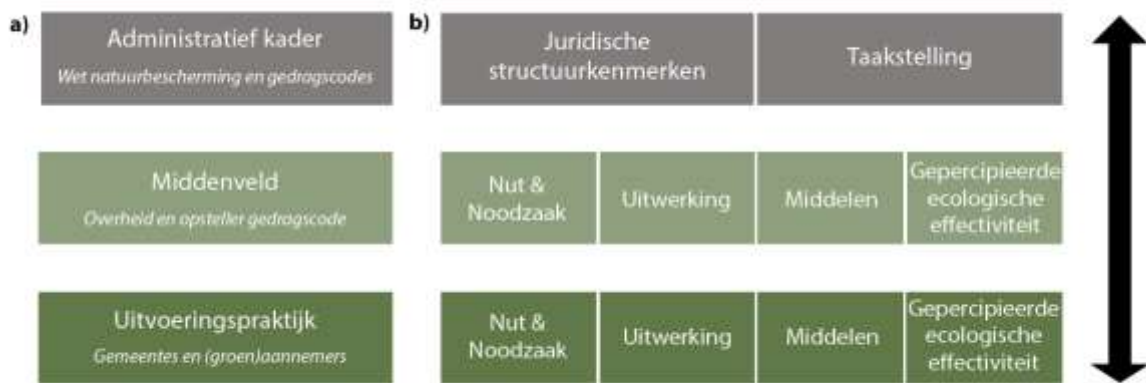 a)
Administratief kader
Wet natuurbescherming en gedragscodes
Middenveld
Overheid en opsteller gedragscode
Uitvoeringspraktijk
Gemeentes en (groen)aannemers
b)
Juridische
structuurkenmerken
Taakstelling
Nut &
Noodzaak
Uitwerking
Middelen
Gepercipieerde
ecologische
effectiviteit
Nut &
Noodzaak
Uitwerking
Middelen
Gepercipieerde
ecologische
effectiviteit